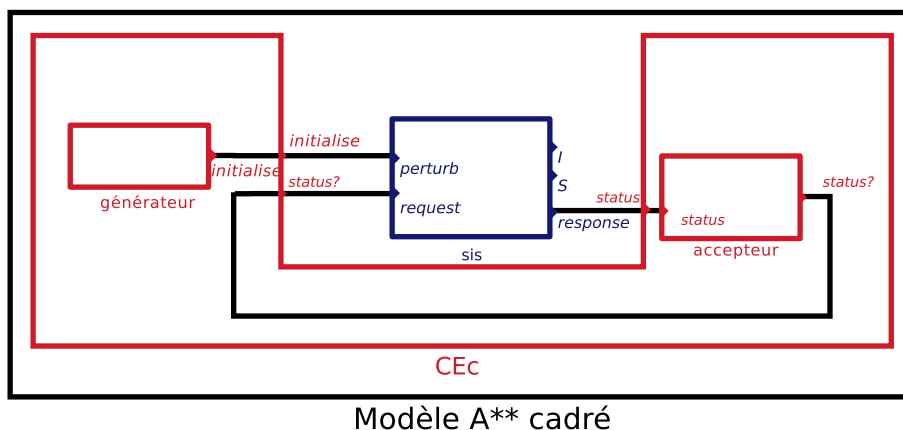 initialise
initialise
perturb
générateur
status?
request
I
S
status
response
status
status?
accepteur
sis
CEc
Modèle A** cadré